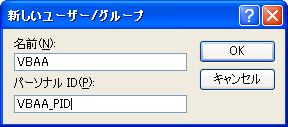 新しいユーザー/グループ
名前(N):
VBAA
OK
パーソナル ID(P):
キャンセル
VBAA_PID